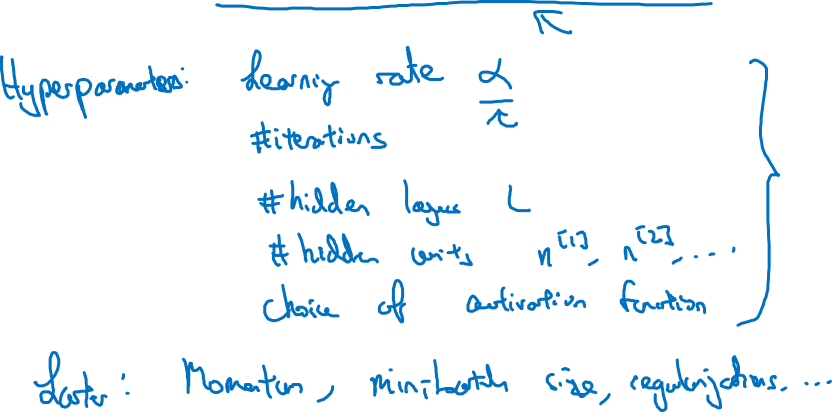 Hyperparameters: Learning rate α
#iterations
#hidden layers L
# hidden units n^[1], n^[2], ...
choice of activation function
Later: Momentum, mini-batch size, regularizations, ...